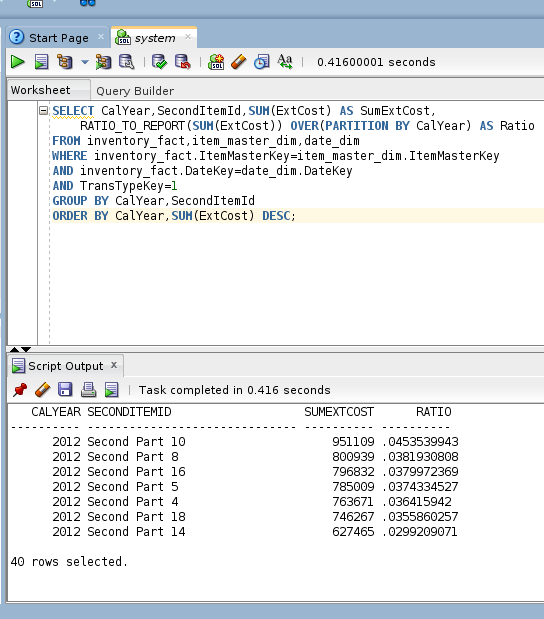 Start Page
system
0.41600001 seconds
Worksheet
Query Builder
SELECT CalYear,SecondItemId,SUM(ExtCost) AS SumExtCost,
RATIO_TO_REPORT(SUM(ExtCost)) OVER(PARTITION BY CalYear) AS Ratio
FROM inventory_fact,item_master_dim,date_dim
WHERE inventory_fact.ItemMasterKey=item_master_dim.ItemMasterKey
AND inventory_fact.DateKey=date_dim.DateKey
AND TransTypeKey=1
GROUP BY CalYear,SecondItemId
ORDER BY CalYear,SUM(ExtCost) DESC;
Script Output
Task completed in 0.416 seconds
CALYEAR SECONDITEMID SUMEXTCOST RATIO
---------- ------------------------------ ---------- ----------
2012 Second Part 10 951109 .0453539943
2012 Second Part 8 800939 .0381930808
2012 Second Part 16 796832 .0379972369
2012 Second Part 5 785009 .0374334527
2012 Second Part 4 763671 .036415942
2012 Second Part 18 746267 .0355860257
2012 Second Part 14 627465 .0299209071
40 rows selected.